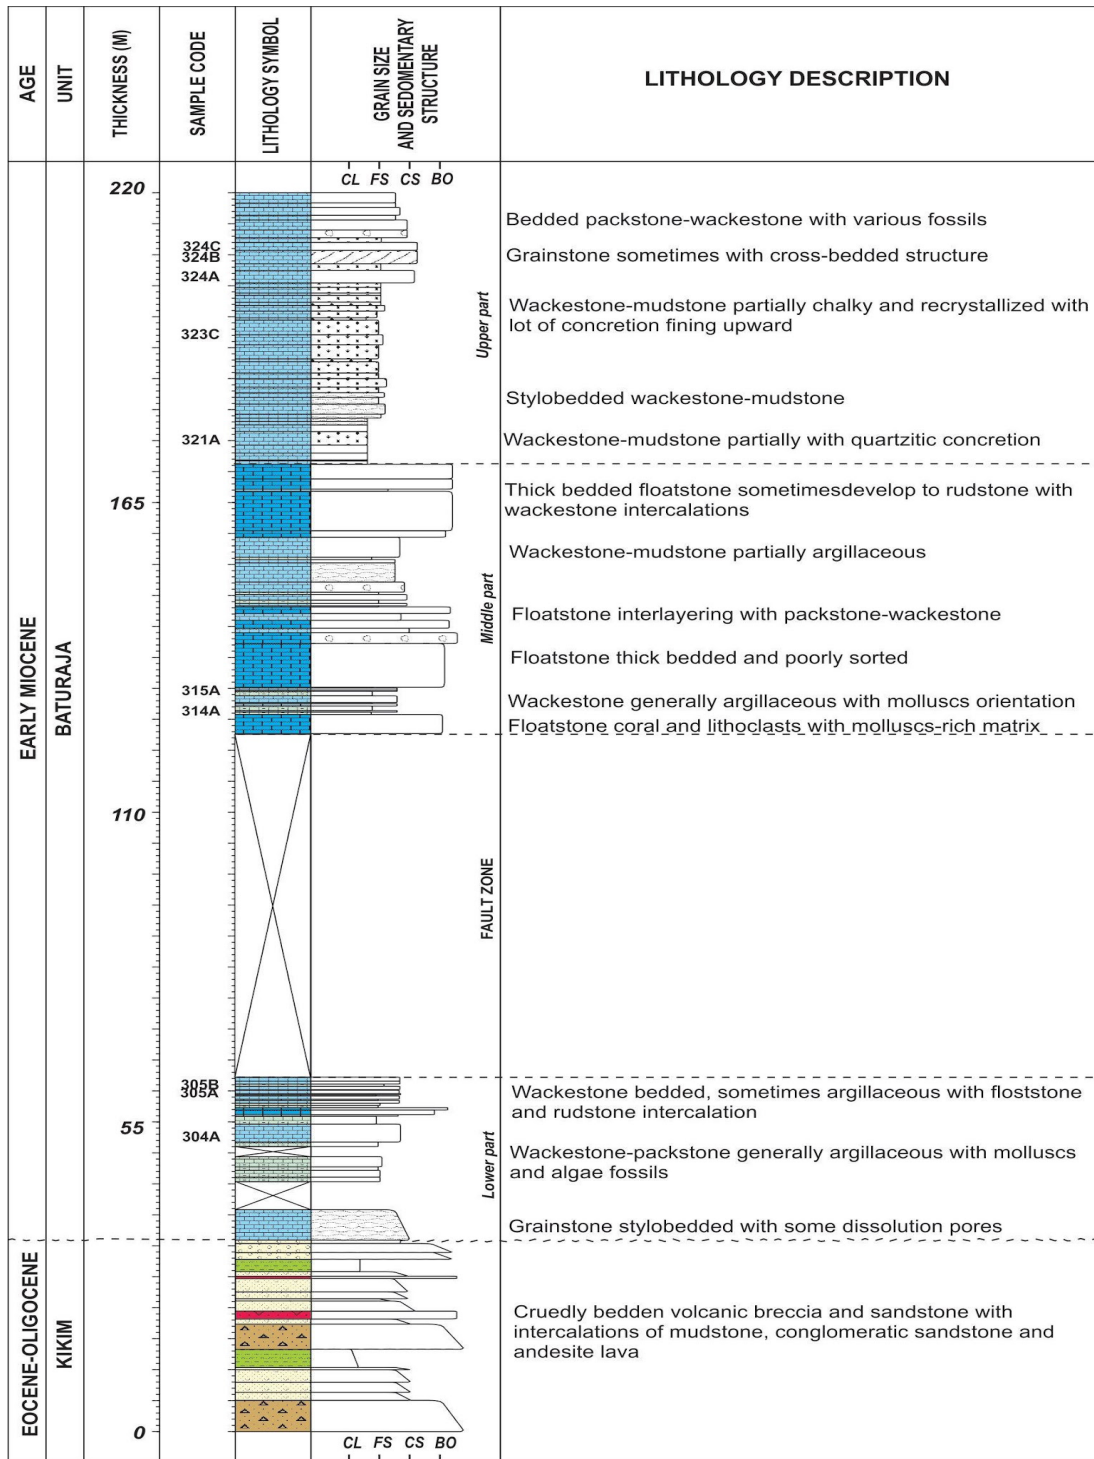 AGE
UNIT
THICKNESS (M)
SAMPLE CODE
LITHOLOGY SYMBOL
GRAIN SIZE
AND SEDOMENTARY
STRUCTURE
LITHOLOGY DESCRIPTION
CL FS CS BO
220
Bedded packstone-wackestone with various fossils
324C
324B
Grainstone sometimes with cross-bedded structure
324A
Upper part
Wackestone-mudstone partially chalky and recrystallized with
lot of concretion fining upward
323C
Stylobedded wackestone-mudstone
321A
Wackestone-mudstone partially with quartzitic concretion
165
Thick bedded floatstone sometimesdevelop to rudstone with
wackestone intercalations
Wackestone-mudstone partially argillaceous
Middle part
Floatstone interlayering with packstone-wackestone
Floatstone thick bedded and poorly sorted
EARLY MIOCENE
BATURAJA
315A
Wackestone generally argillaceous with molluscs orientation
314A
Floatstone coral and lithoclasts with molluscs-rich matrix
110
FAULT ZONE
305B
305A
Wackestone bedded, sometimes argillaceous with floststone
and rudstone intercalation
55
304A
Lower part
Wackestone-packstone generally argillaceous with molluscs
and algae fossils
Grainstone stylobedded with some dissolution pores
EOCENE-OLIGOCENE
KIKIM
Cruedly bedden volcanic breccia and sandstone with
intercalations of mudstone, conglomeratic sandstone and
andesite lava
0
CL FS CS BO